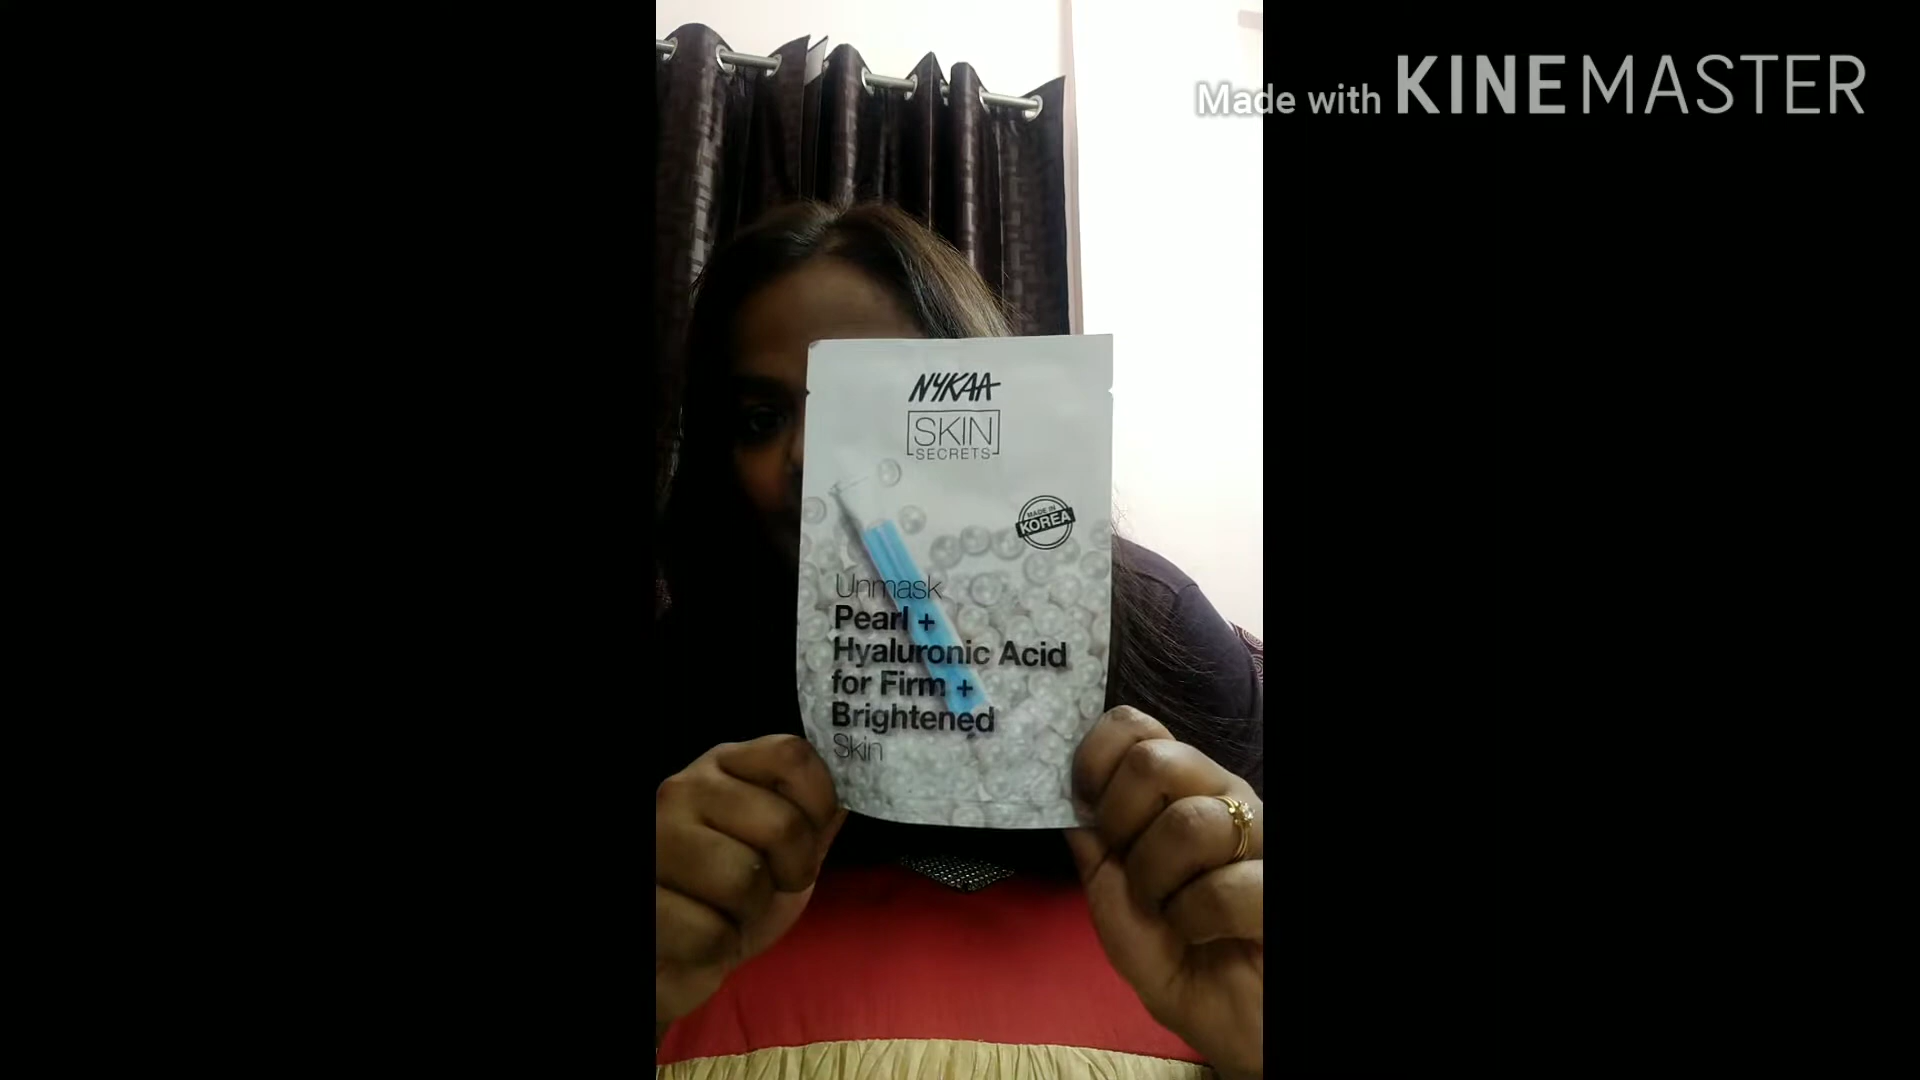 Made with KINEMASTER
NYKAA
SKIN
SECRETS
MADE IN
KOREA
Unmask
Pearl +
Hyaluronic Acid
for Firm +
Brightened
Skin